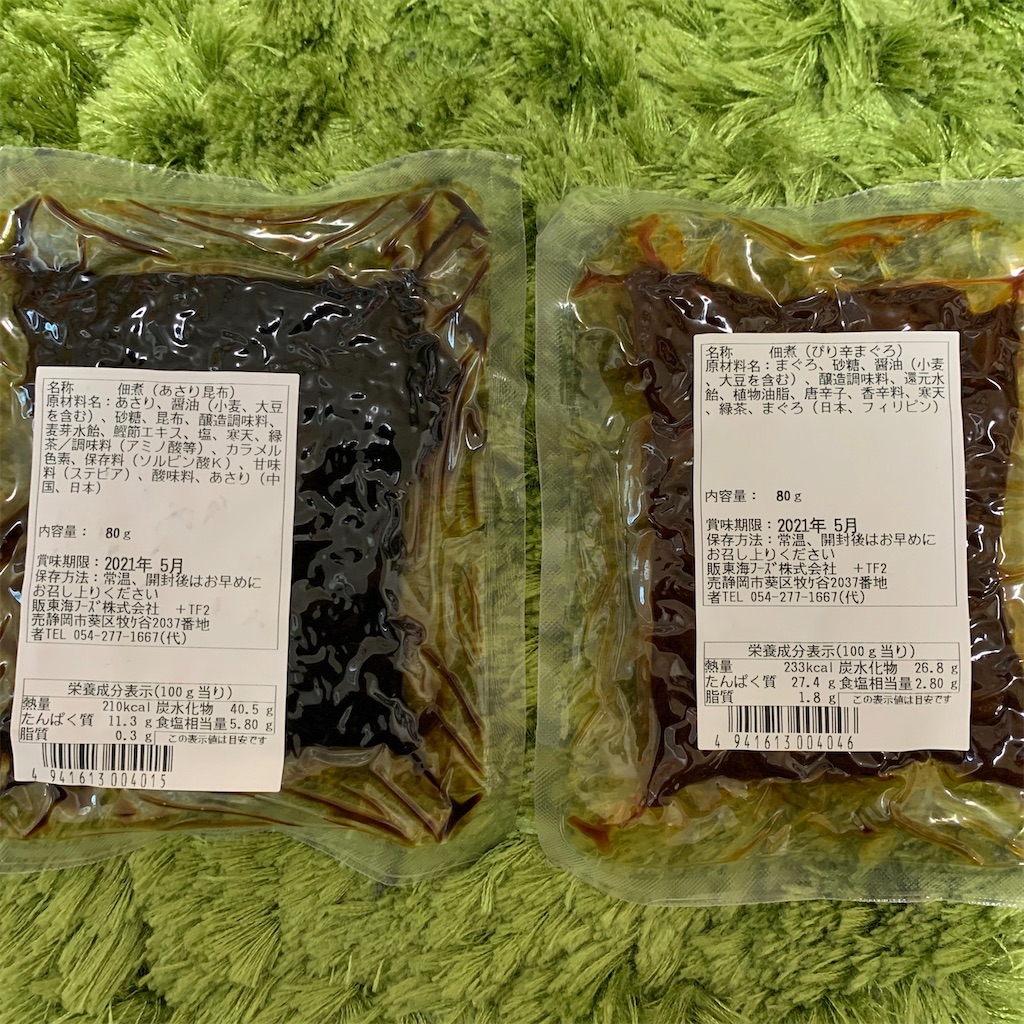 名称 佃煮（あさり昆布）
原材料名：あさり、醤油（小麦、大豆
を含む）、砂糖、昆布、醸造調味料、
麦芽水飴、鰹節エキス、塩、寒天、緑
茶／調味料（アミノ酸等）、カラメル
色素、保存料（ソルビン酸K）、甘味
料（ステビア）、酸味料、あさり（中
国、日本）
内容量： 80ｇ
賞味期限：2021年 5月
保存方法：常温、開封後はお早めに
お召し上りください
販東海ﾌｰｽﾞ株式会社 ＋TF2
売静岡市葵区牧ｹ谷2037番地
者TEL 054-277-1667(代)
栄養成分表示(100ｇ当り)
熱量 210kcal 炭水化物 40.5 g
たんぱく質 11.3 g 食塩相当量 5.80 g
脂質 0.3 g この表示値は目安です
4 941613 004015
名称 佃煮（ぴり辛まぐろ）
原材料名：まぐろ、砂糖、醤油（小麦
、大豆を含む）、醸造調味料、還元水
飴、植物油脂、唐辛子、香辛料、寒天
、緑茶、まぐろ（日本、フィリピン）
内容量： 80ｇ
賞味期限：2021年 5月
保存方法：常温、開封後はお早めに
お召し上りください
販東海ﾌｰｽﾞ株式会社 ＋TF2
売静岡市葵区牧ｹ谷2037番地
者TEL 054-277-1667(代)
栄養成分表示(100ｇ当り)
熱量 233kcal 炭水化物 26.8 g
たんぱく質 27.4 g 食塩相当量 2.80 g
脂質 1.8 g この表示値は目安です
4 941613 004046